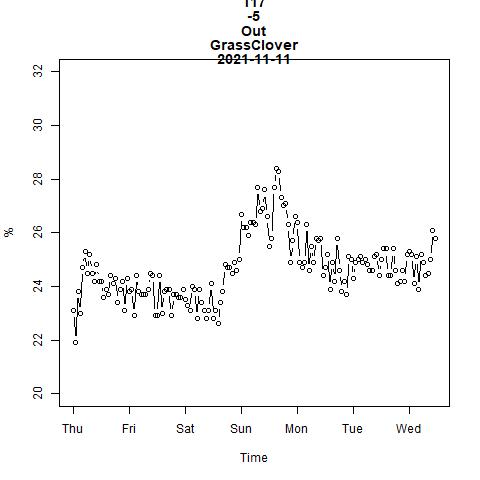 117
-5
Out
GrassClover
2021-11-11
32
30
28
26
24
22
20
%
Thu Fri Sat Sun Mon Tue Wed
Time